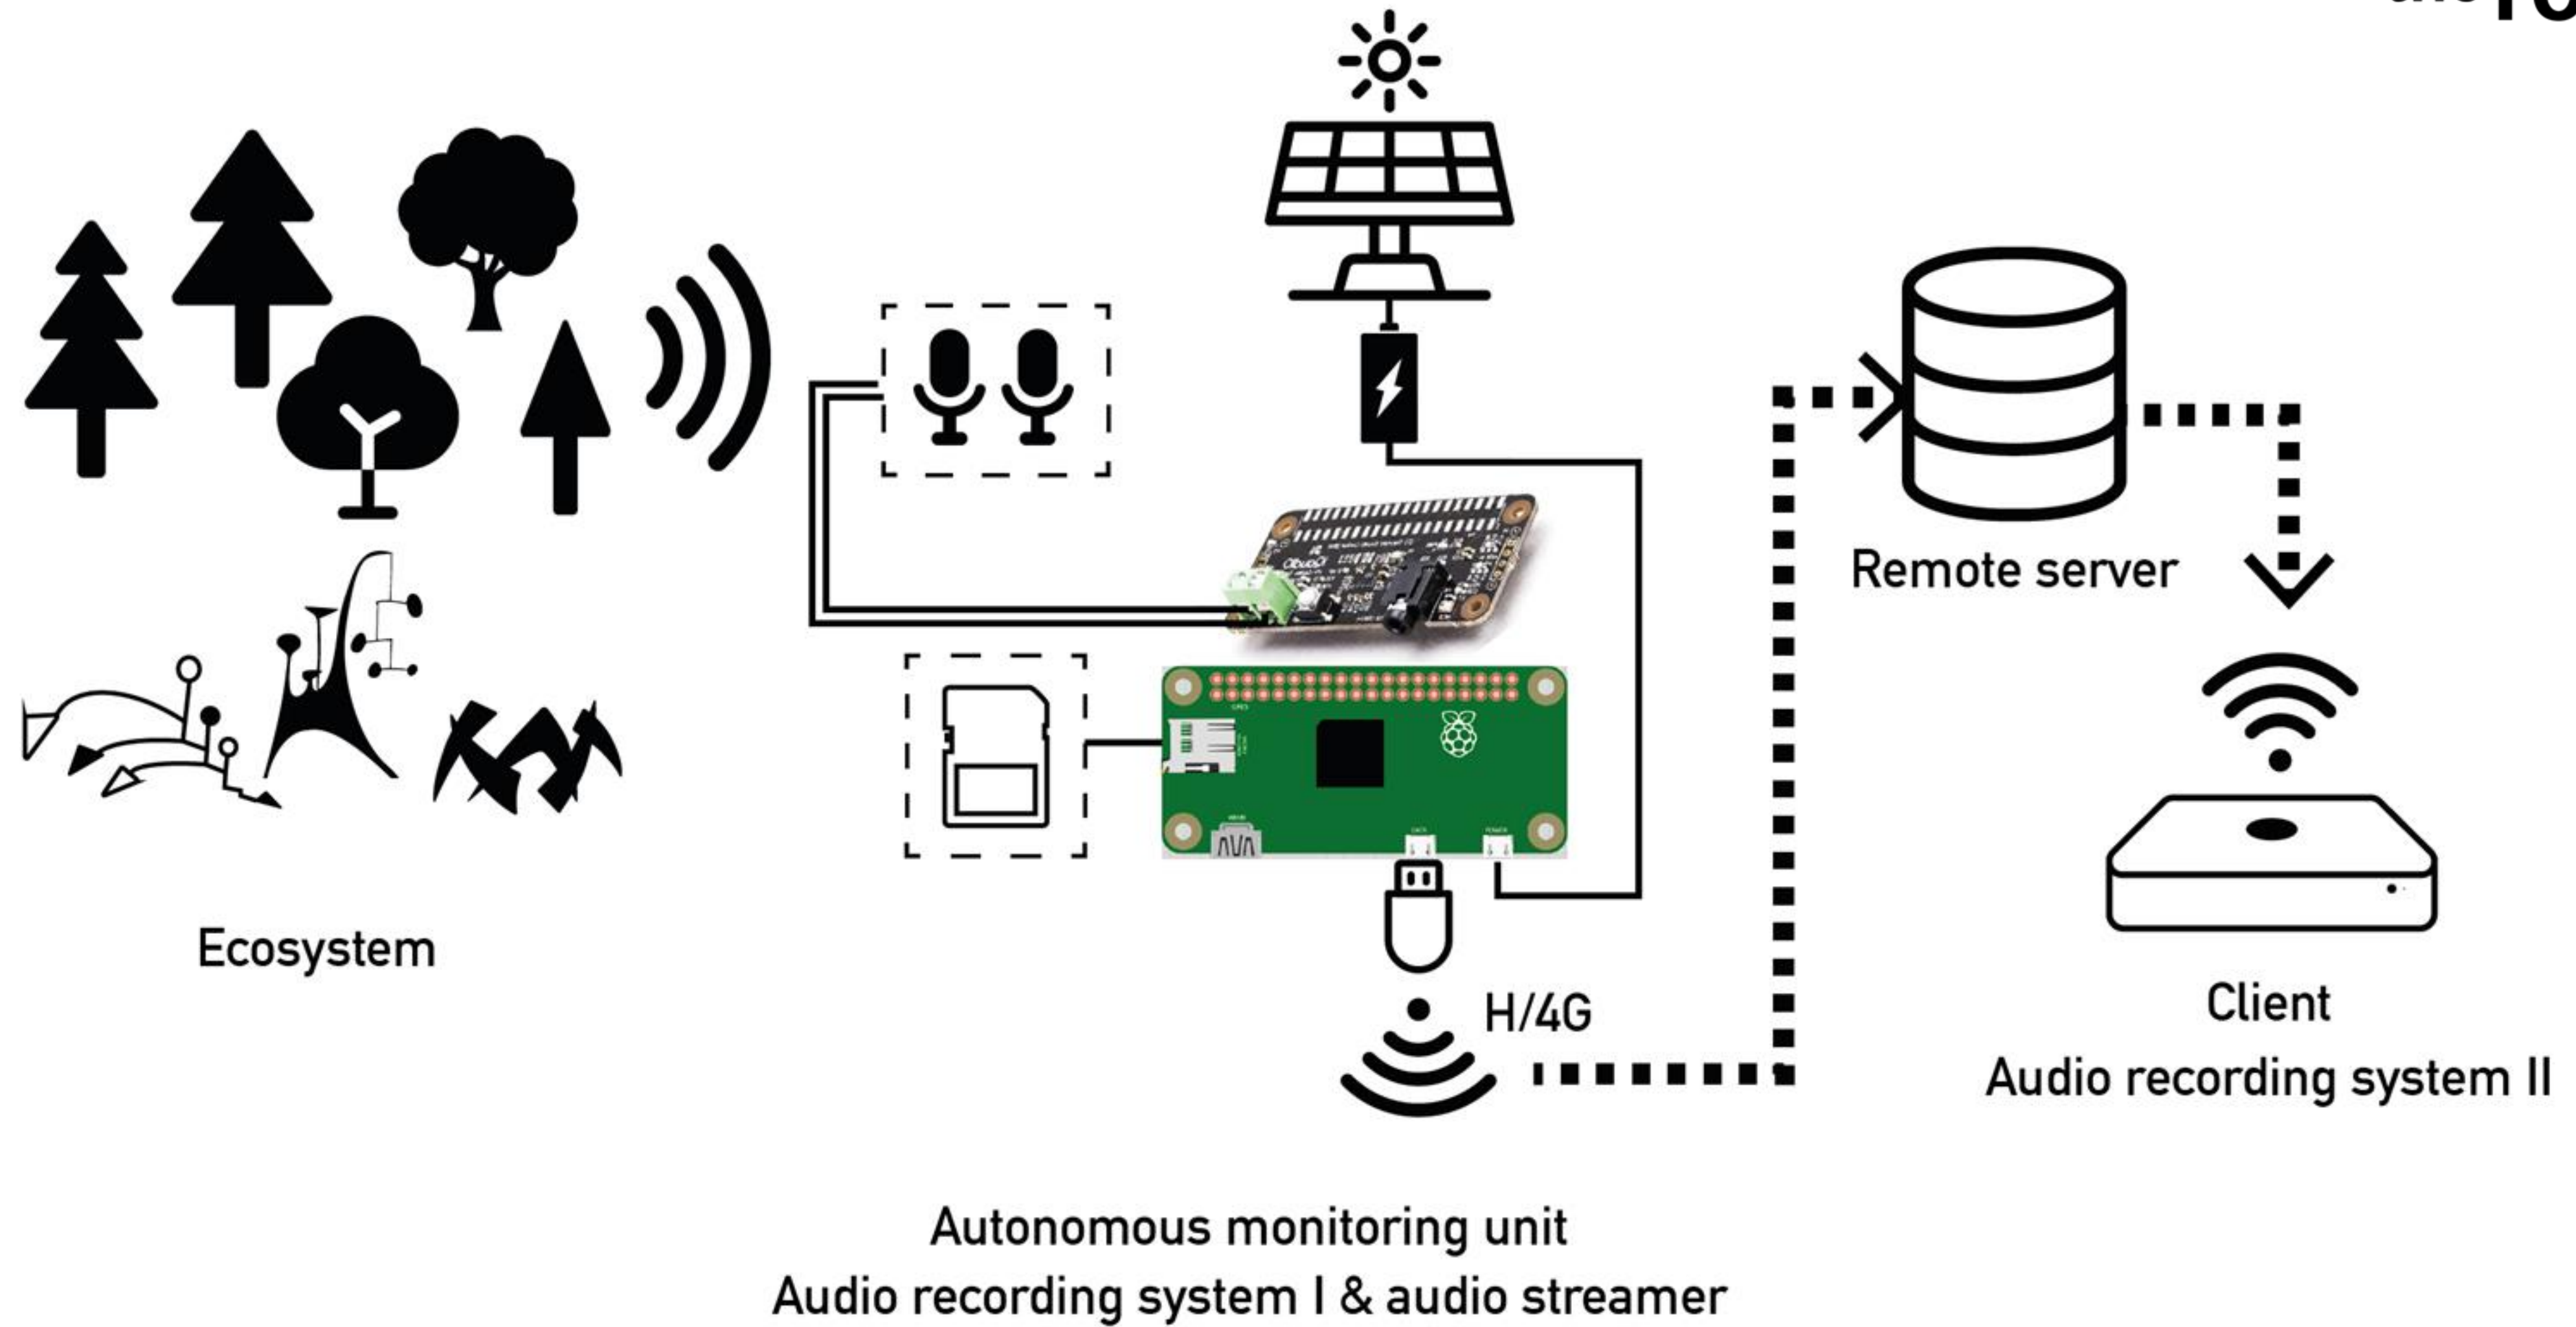 Ecosystem
H/4G
Remote server
Client
Audio recording system II
Autonomous monitoring unit
Audio recording system I & audio streamer